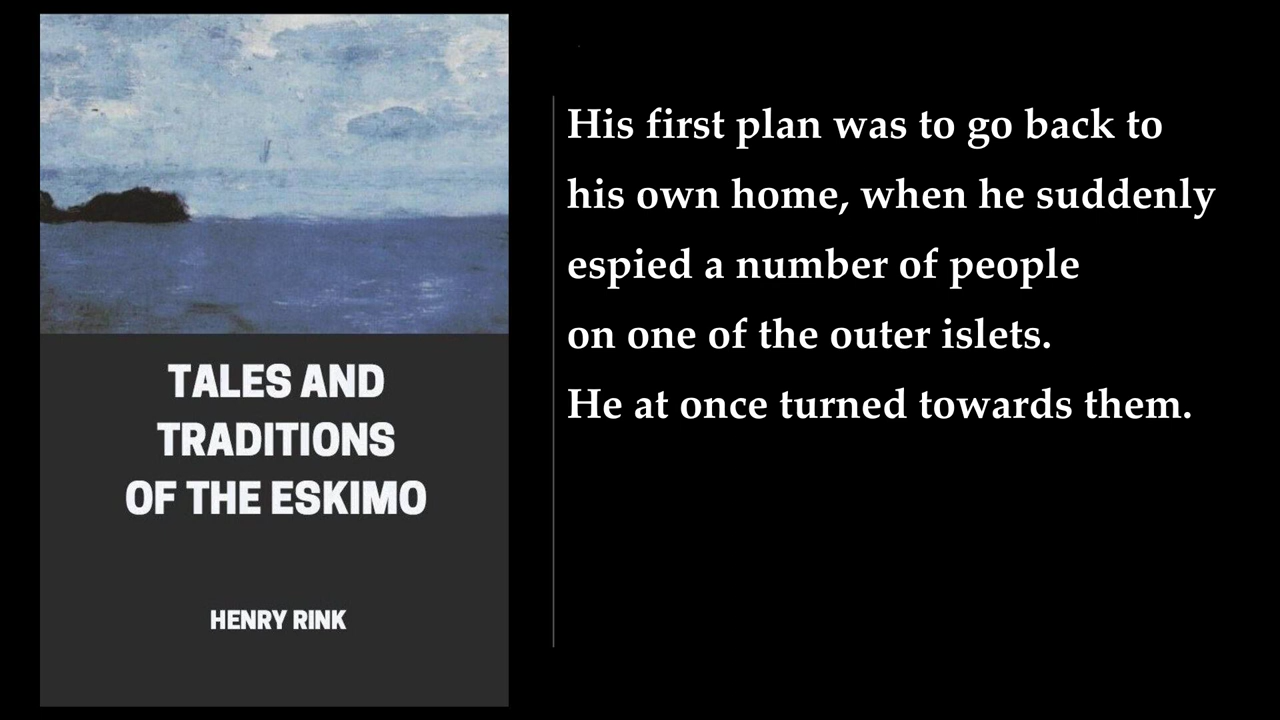 TALES AND
TRADITIONS
OF THE ESKIMO
HENRY RINK
His first plan was to go back to
his own home, when he suddenly
espied a number of people
on one of the outer islets.
He at once turned towards them.